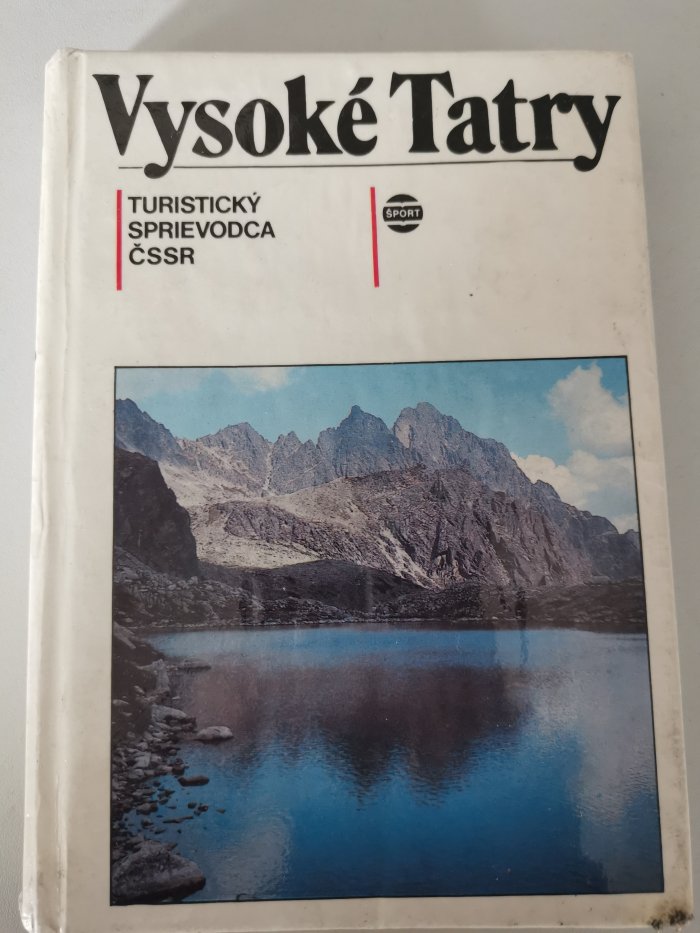 Vysoké Tatry
TURISTICKÝ
SPRIEVODCA
ČSSR
ŠPORT